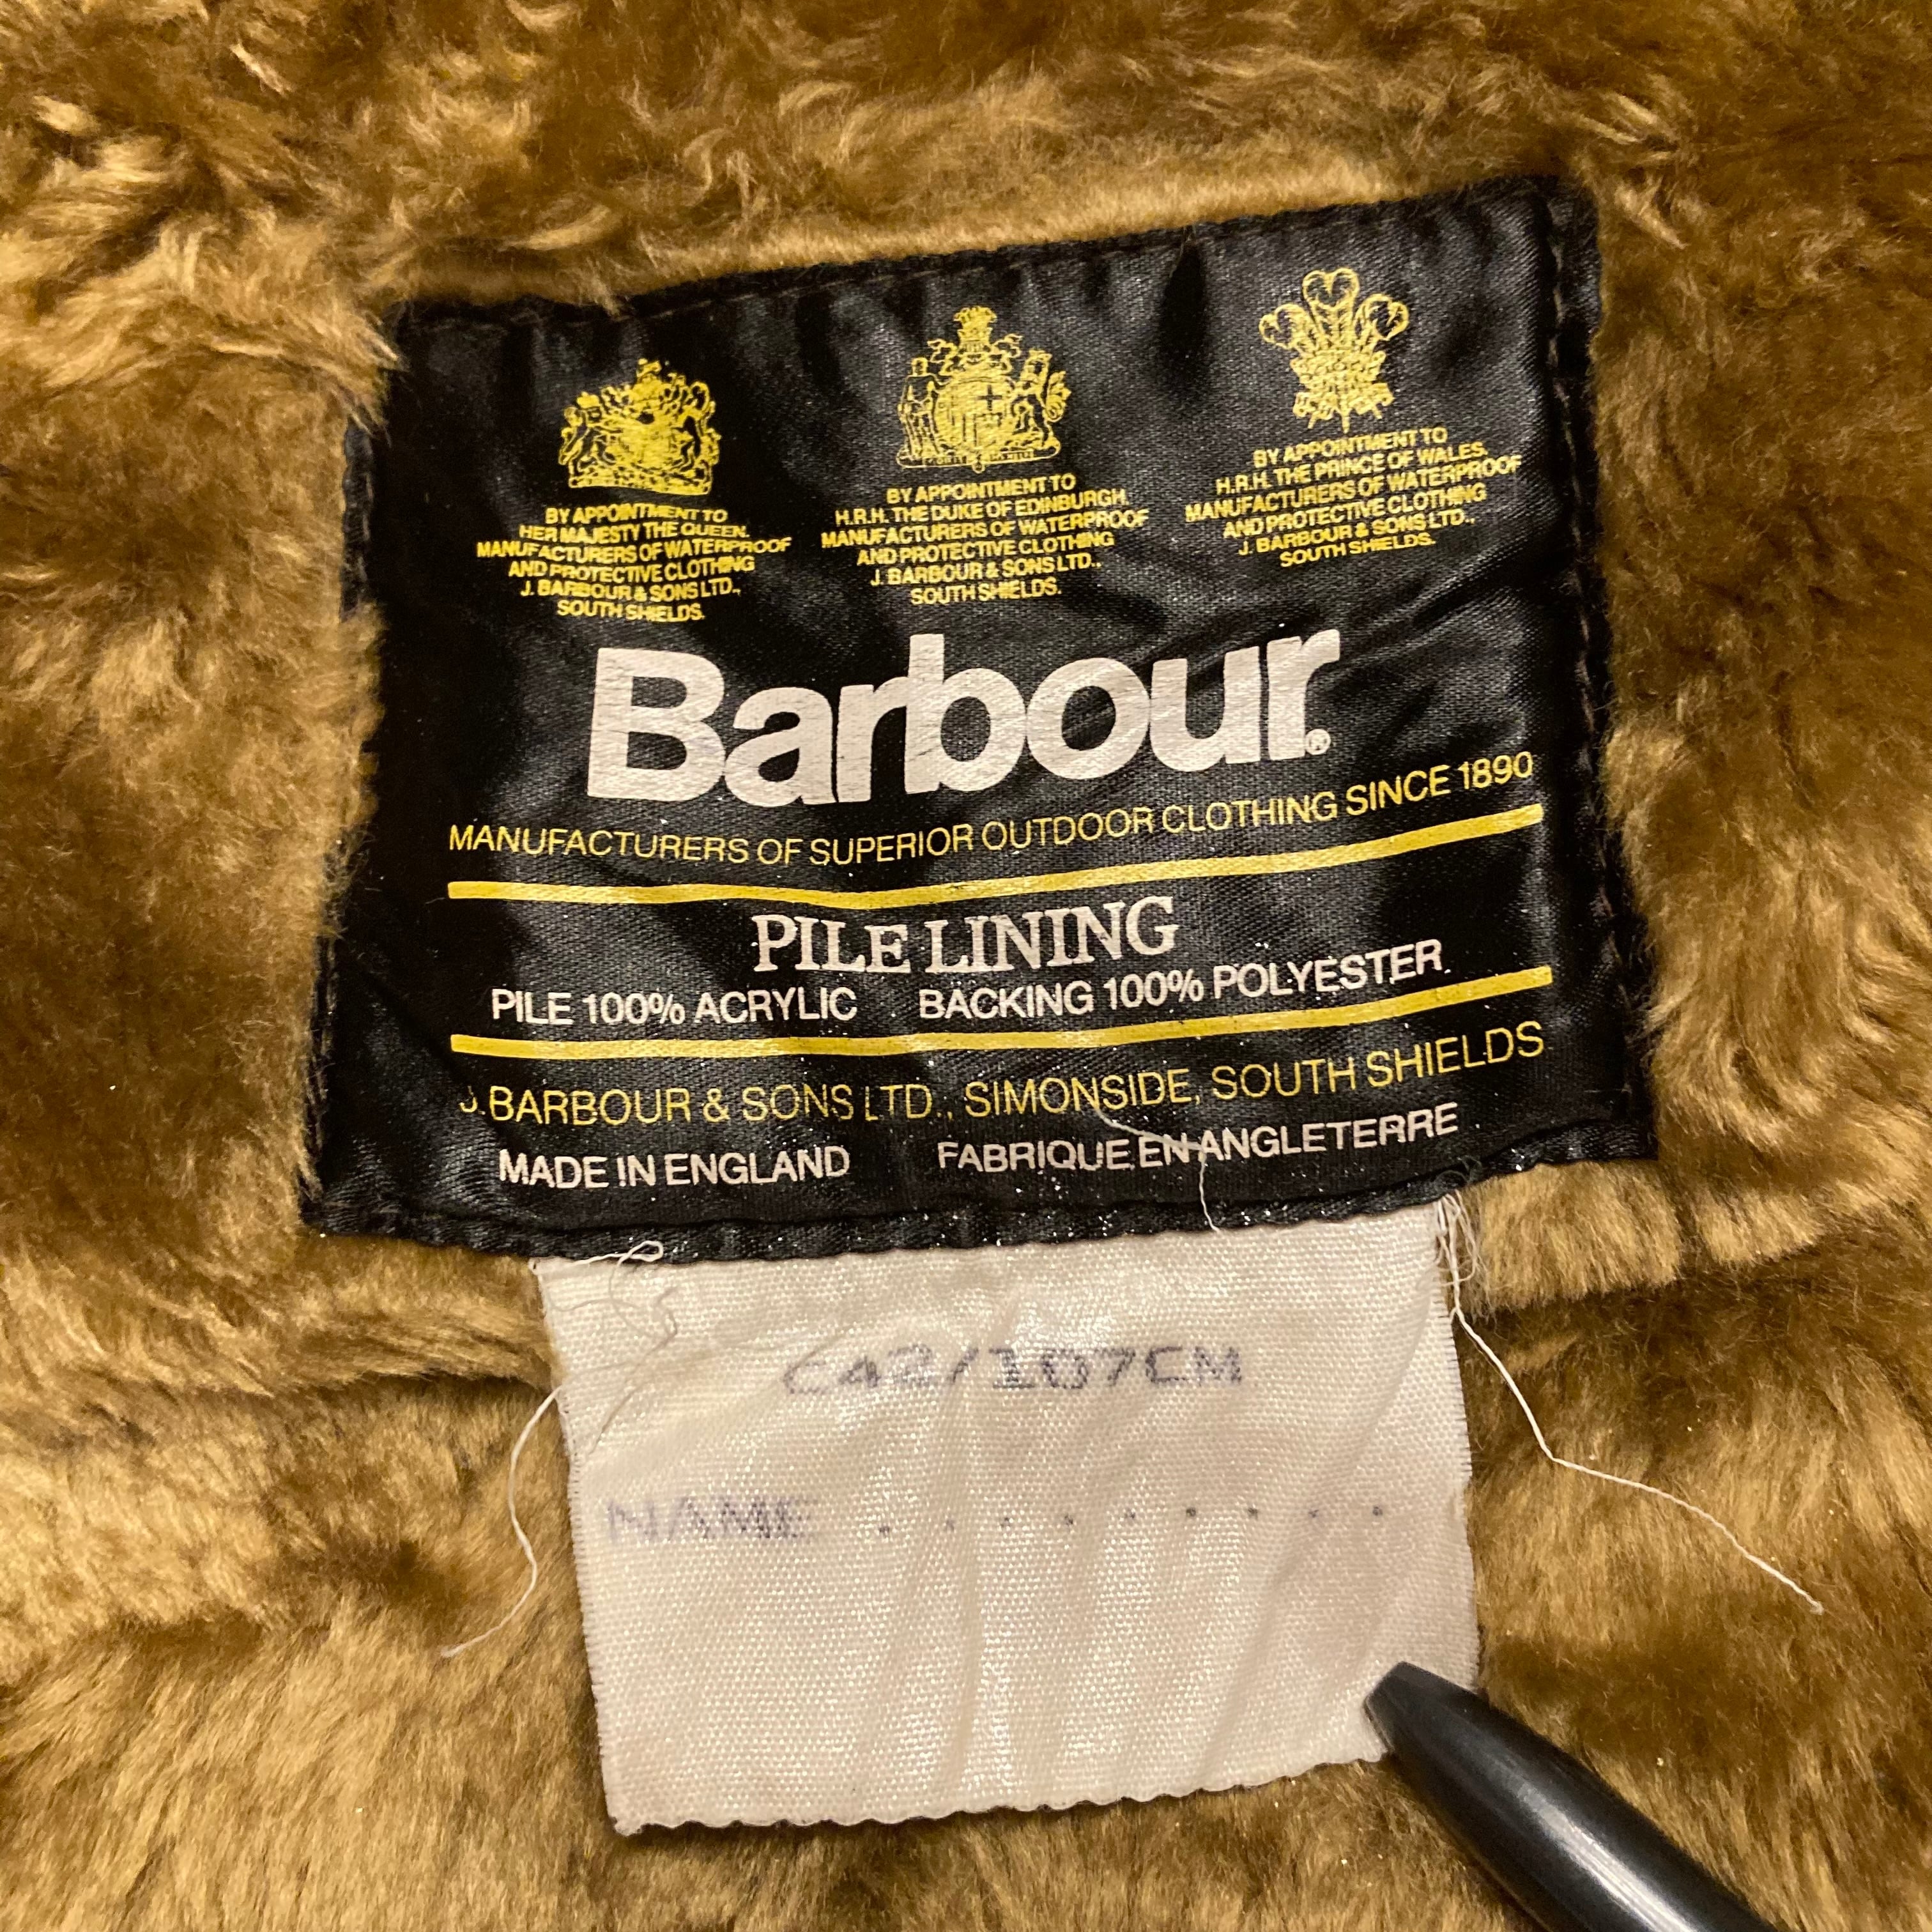 BY APPOINTMENT TO
HER MAJESTY THE QUEEN.
MANUFACTURERS OF WATERPROOF
AND PROTECTIVE CLOTHING
J. BARBOUR & SONS LTD.,
SOUTH SHIELDS.
BY APPOINTMENT TO
H.R.H. THE DUKE OF EDINBURGH
MANUFACTURERS OF WATERPROOF
AND PROTECTIVE CLOTHING
J. BARBOUR & SONS LTD.,
SOUTH SHIELDS.
BY APPOINTMENT TO
H.R.H. THE PRINCE OF WALES.
MANUFACTURERS OF WATERPROOF
AND PROTECTIVE CLOTHING
J. BARBOUR & SONS LTD.,
SOUTH SHIELDS.
Barbour®
MANUFACTURERS OF SUPERIOR OUTDOOR CLOTHING SINCE 1890
PILE LINING
PILE 100% ACRYLIC BACKING 100% POLYESTER
J. BARBOUR & SONS LTD., SIMONSIDE, SOUTH SHIELDS
MADE IN ENGLAND FABRIQUE EN ANGLETERRE
C42/107CM
NAME . . . . . . . . .